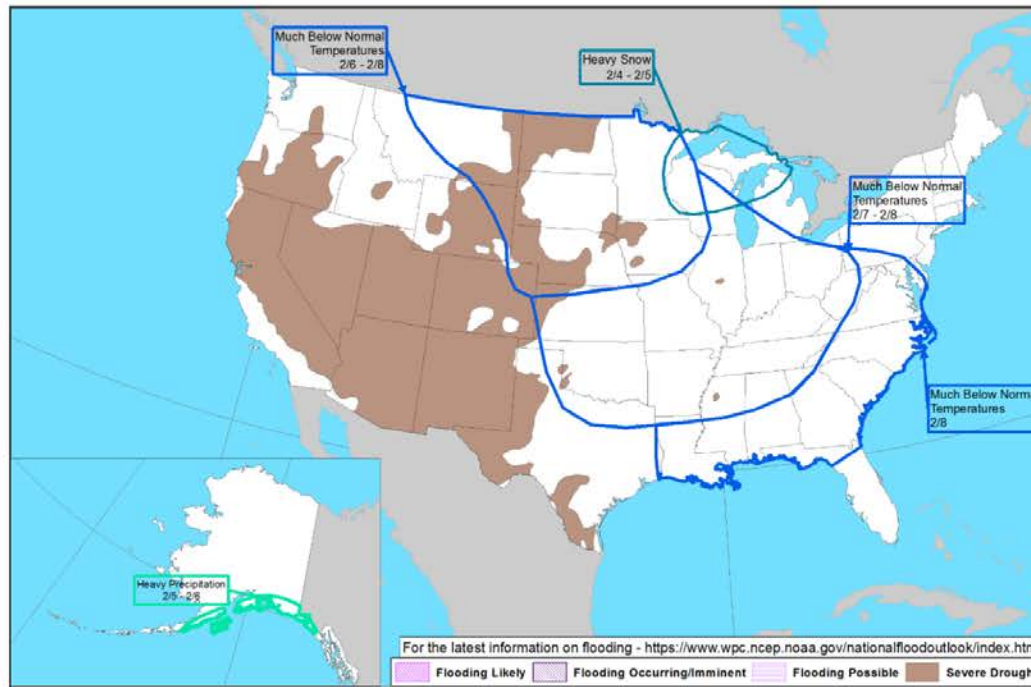 Much Below Normal
Temperatures
2/6 - 2/8
Heavy Snow
2/4 - 2/5
Much Below Normal
Temperatures
2/7 - 2/8
Much Below Normal
Temperatures
2/8
Heavy Precipitation
2/5 - 2/6
For the latest information on flooding - https://www.wpc.ncep.noaa.gov/nationalfloodoutlook/index.htm
Flooding Likely
Flooding Occurring/Imminent
Flooding Possible
Severe Drough